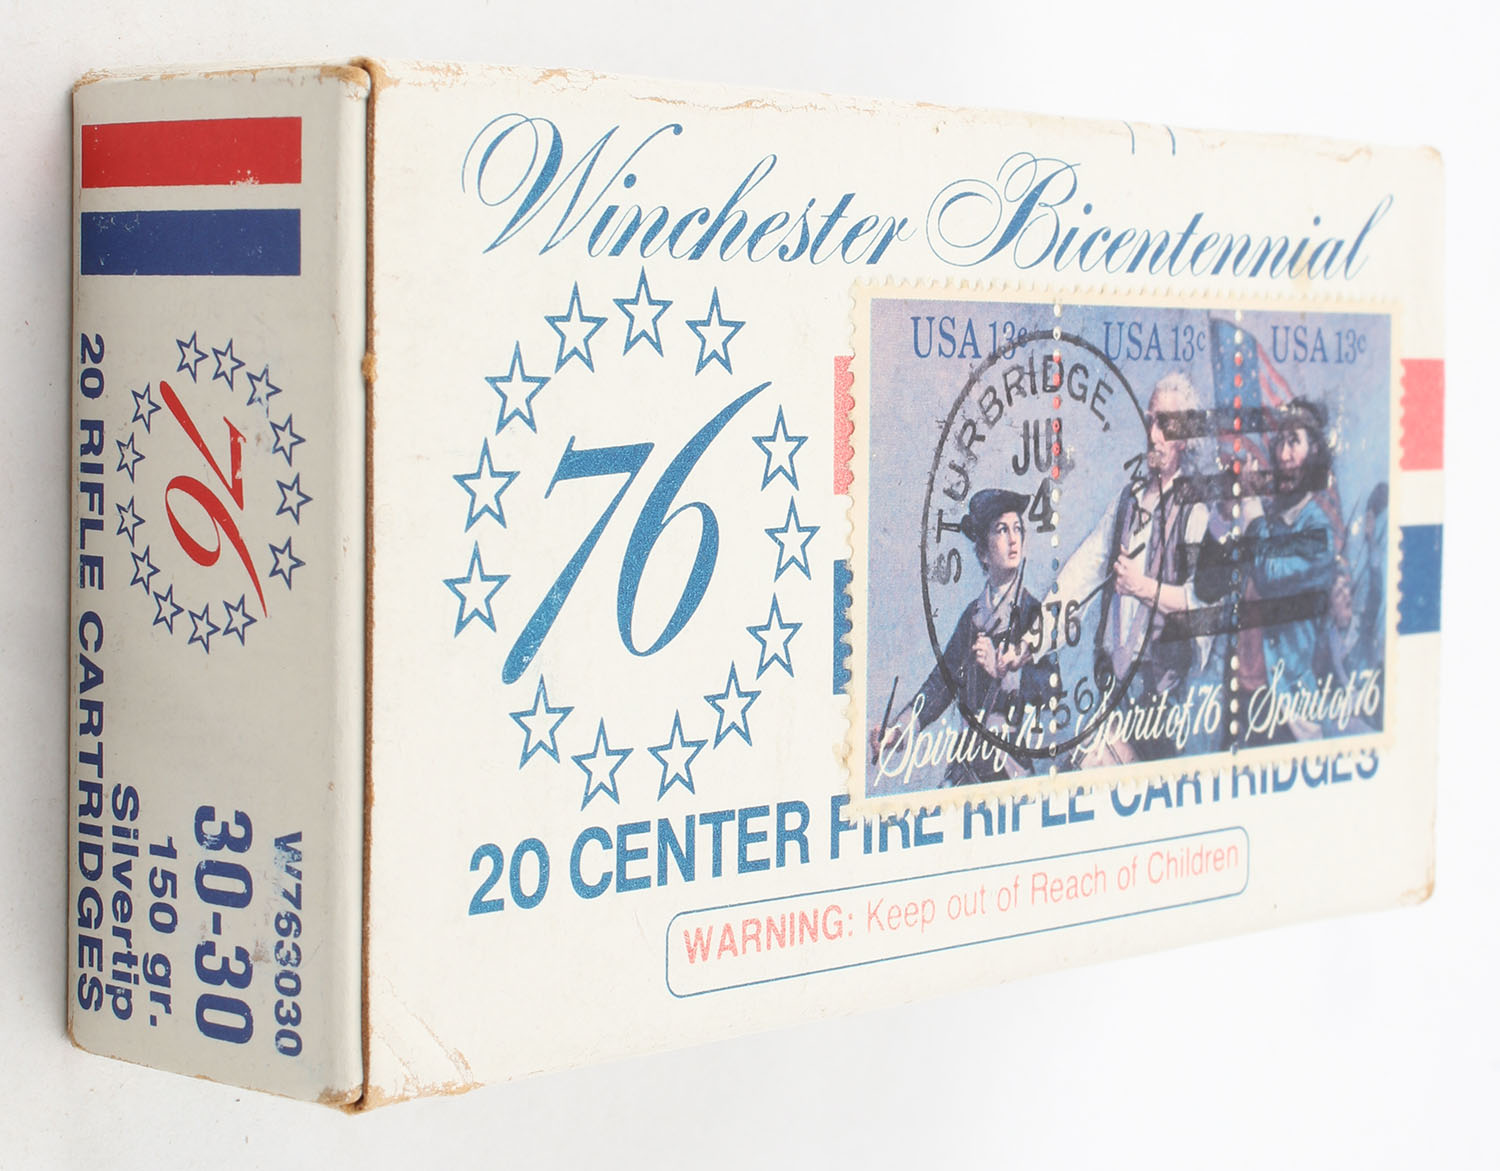 Winchester Bicentennial
76
USA 13c
USA 13c
USA 13c
STURBRIDGE, MA
JUL
4
1976
01566
Spirit of 76
Spirit of 76
Spirit of 76
20 CENTER FIRE RIFLE CARTRIDGES
WARNING: Keep out of Reach of Children
76
W763030
30-30
150 gr.
Silvertip
20 RIFLE CARTRIDGES